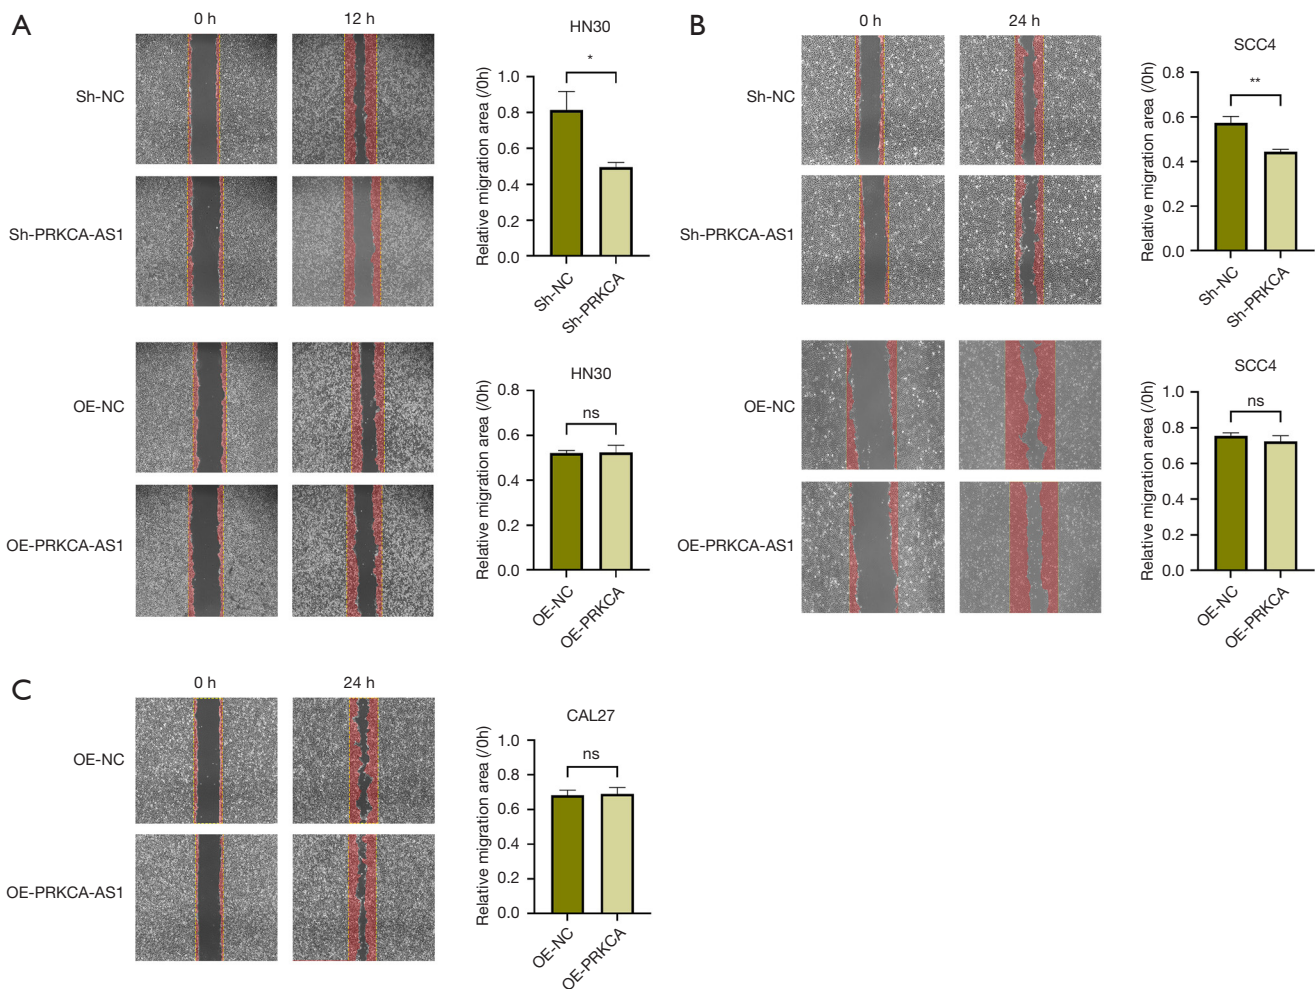 A
0 h
12 h
Sh-NC
Sh-PRKCA-AS1
OE-NC
OE-PRKCA-AS1
HN30
Relative migration area (/0h)
1.0
0.8
0.6
0.4
0.2
0.0
*
Sh-NC
Sh-PRKCA
HN30
Relative migration area (/0h)
0.8
0.6
0.4
0.2
0.0
ns
OE-NC
OE-PRKCA
B
0 h
24 h
Sh-NC
Sh-PRKCA-AS1
OE-NC
OE-PRKCA-AS1
SCC4
Relative migration area (/0h)
0.8
0.6
0.4
0.2
0.0
**
Sh-NC
Sh-PRKCA
SCC4
Relative migration area (/0h)
1.0
0.8
0.6
0.4
0.2
0.0
ns
OE-NC
OE-PRKCA
C
0 h
24 h
OE-NC
OE-PRKCA-AS1
CAL27
Relative migration area (/0h)
1.0
0.8
0.6
0.4
0.2
0.0
ns
OE-NC
OE-PRKCA